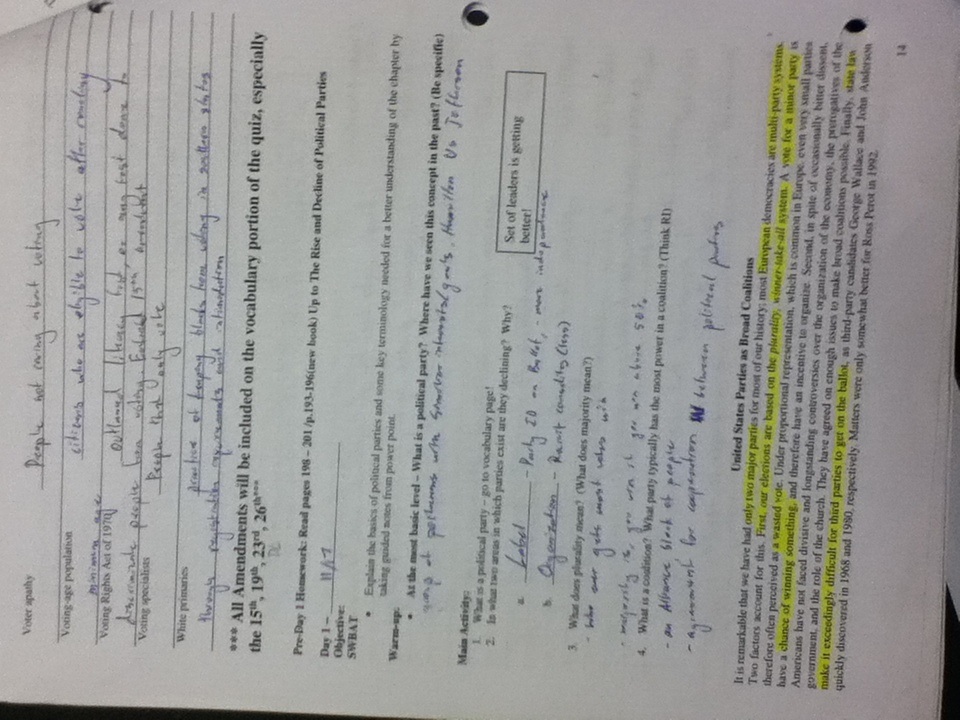 Voter apathy People not caring about voting
Voting-age population citizens who are eligible to vote after reaching
minimum age
Voting Rights Act of 1970 outlawed literacy test, or any test done to
discriminate people from voting. 15th amendment
Voting specialists People that only vote
White primaries practice of keeping blacks from voting in southern states
through registration requirements and intimidation
*** All Amendments will be included on the vocabulary portion of the quiz, especially
the 15th, 19th, 23rd, 26th***
DC
Pre-Day 1 Homework: Read pages 198 – 201 /p.193-196(new book) Up to The Rise and Decline of Political Parties
Day 1 –
Objective:
SWBAT
• Explain the basics of political parties and some key terminology needed for a better understanding of the chapter by
taking guided notes from power point.
Warm-up:
• At the most basic level – What is a political party? Where have we seen this concept in the past? (Be specific)
group of with similar goals. Hamilton Vs Jefferson
Main Activity:
1. What is a political party – go to vocabulary page!
2. In what two areas in which parties exist are they declining? Why?
Set of leaders is getting
better!
a. Label - Party ID on Ballot, - more independence
b. Organization - (less)
3. What does plurality mean? (What does majority mean?)
- who ever gets most votes win
- majority is, you win if you win above 50%
4. What is a coalition? What party typically has the most power in a coalition? (Think RI)
- an Alliance, block of people
- agreement for cooperation between political parties
United States Parties as Broad Coalitions
It is remarkable that we have had only two major parties for most of our history; most European democracies are multi-party systems.
Two factors account for this. First, our elections are based on the plurality, winner-take-all system. A vote for a minor party is
therefore often perceived as a wasted vote. Under proportional representation, which is common in Europe, even very small parties
have a chance of winning something, and therefore have an incentive to organize. Second, in spite of occasionally bitter dissent,
Americans have not faced divisive and longstanding controversies over the organization of the economy, the prerogatives of the
government, and the role of the church. They have agreed on enough issues to make broad coalitions possible. Finally, state law
make it exceedingly difficult for third parties to get on the ballot, as third-party candidates George Wallace and John Anderson
quickly discovered in 1968 and 1980, respectively. Matters were only somewhat better for Ross Perot in 1992.
14